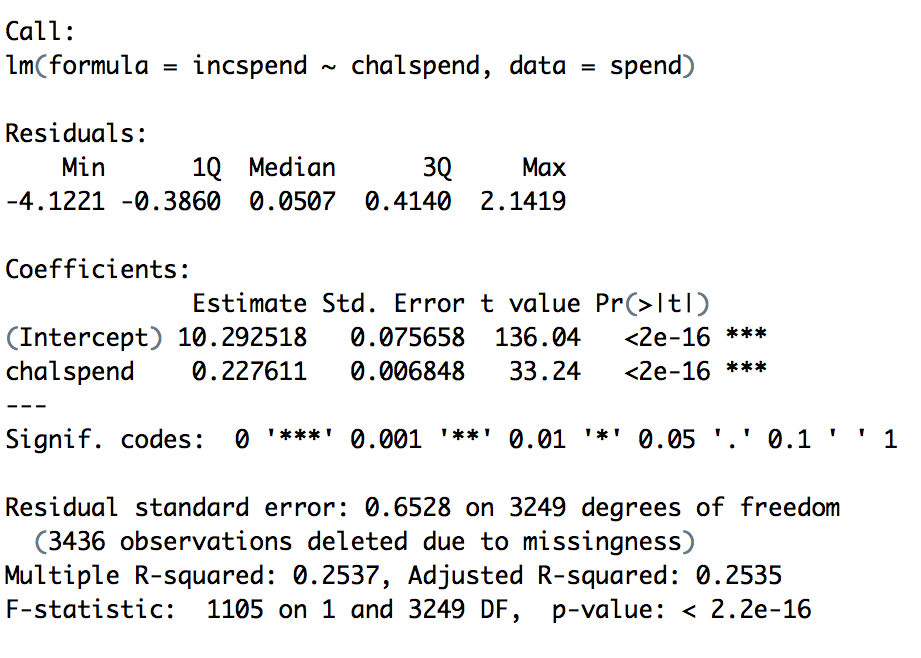 Call:
lm(formula = incspend ~ chalspend, data = spend)
Residuals:
    Min      1Q  Median      3Q     Max
-4.1221 -0.3860  0.0507  0.4140  2.1419
Coefficients:
             Estimate Std. Error t value Pr(>|t|)
(Intercept) 10.292518   0.075658  136.04   <2e-16 ***
chalspend    0.227611   0.006848   33.24   <2e-16 ***
---
Signif. codes:  0 '***' 0.001 '**' 0.01 '*' 0.05 '.' 0.1 ' ' 1
Residual standard error: 0.6528 on 3249 degrees of freedom
  (3436 observations deleted due to missingness)
Multiple R-squared: 0.2537, Adjusted R-squared: 0.2535
F-statistic:  1105 on 1 and 3249 DF,  p-value: < 2.2e-16